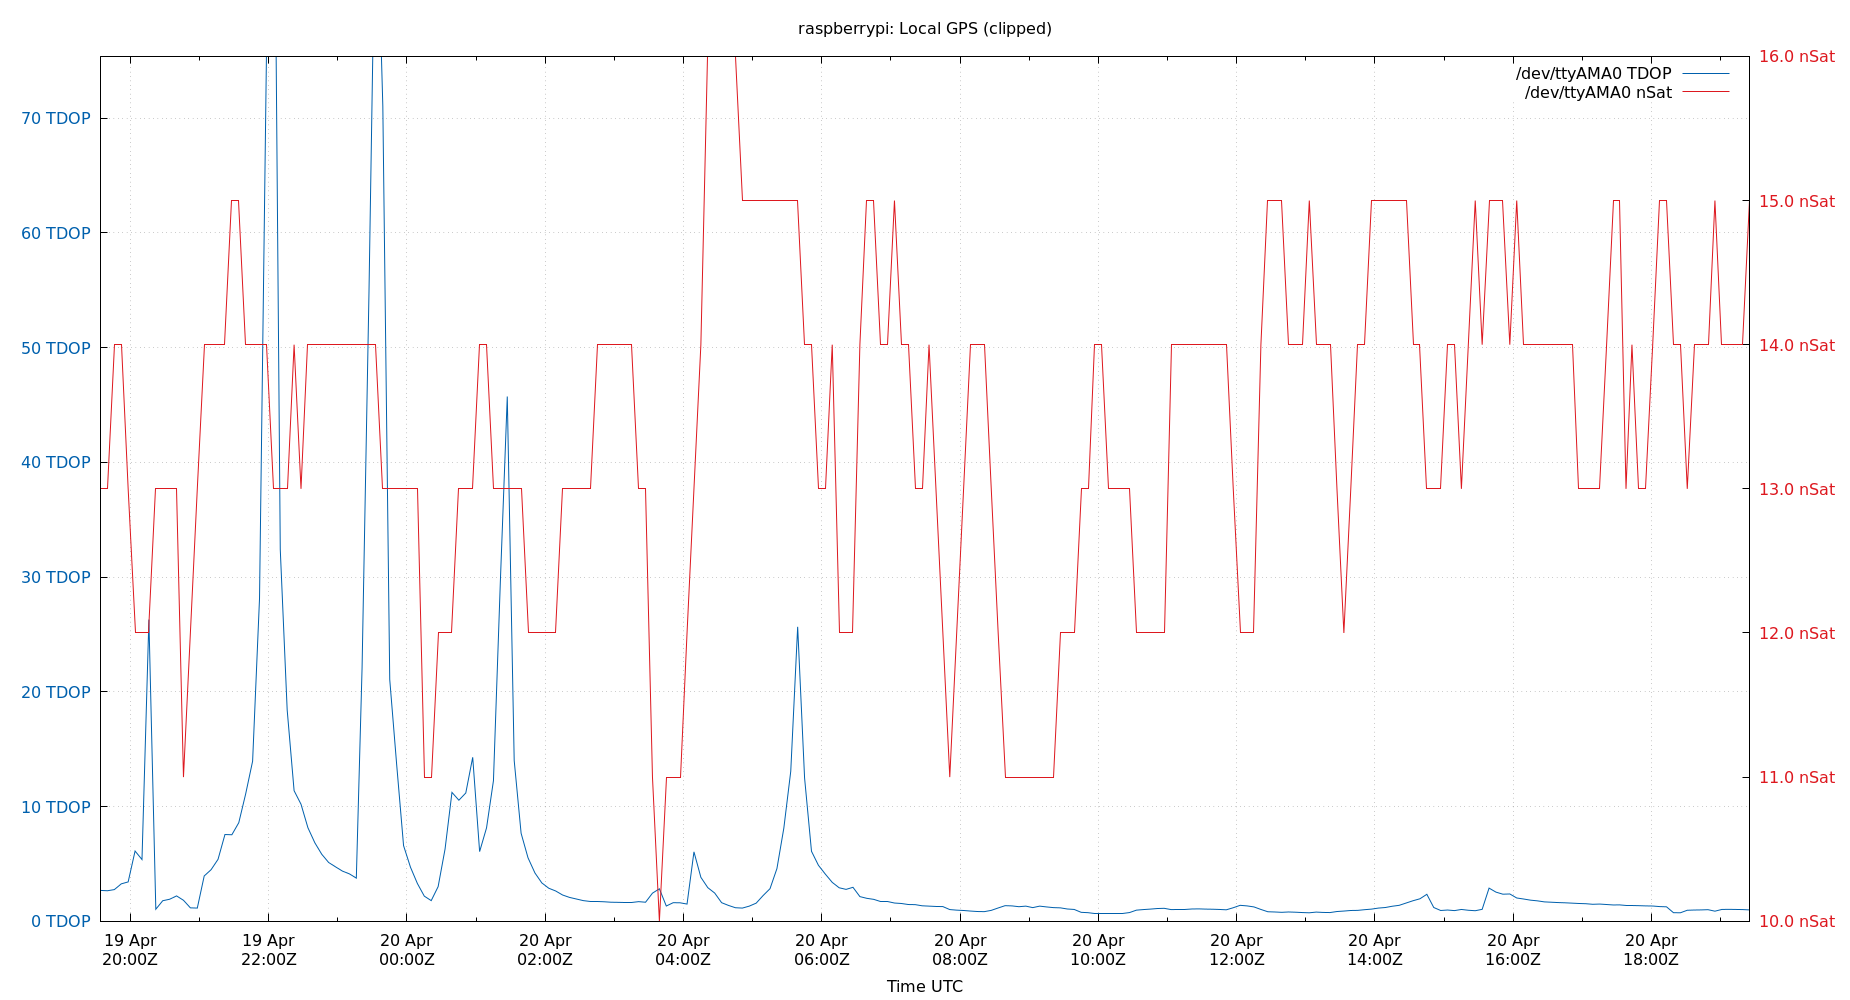 raspberrypi: Local GPS (clipped)
/dev/ttyAMA0 TDOP
/dev/ttyAMA0 nSat
70 TDOP
60 TDOP
50 TDOP
40 TDOP
30 TDOP
20 TDOP
10 TDOP
0 TDOP
16.0 nSat
15.0 nSat
14.0 nSat
13.0 nSat
12.0 nSat
11.0 nSat
10.0 nSat
19 Apr
20:00Z
19 Apr
22:00Z
20 Apr
00:00Z
20 Apr
02:00Z
20 Apr
04:00Z
20 Apr
06:00Z
20 Apr
08:00Z
20 Apr
10:00Z
20 Apr
12:00Z
20 Apr
14:00Z
20 Apr
16:00Z
20 Apr
18:00Z
Time UTC